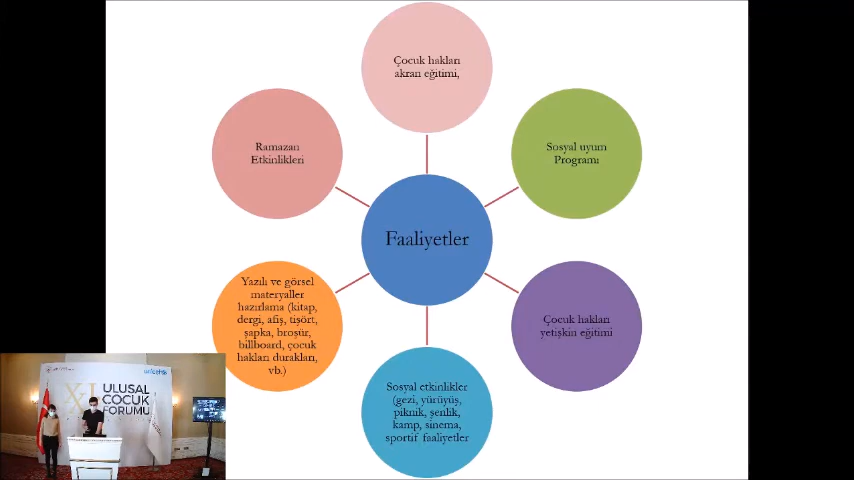 Çocuk hakları
akran eğitimi,
Ramazan
Etkinlikleri
Sosyal uyum
Programı
Faaliyetler
Yazılı ve görsel
materyaller
hazırlama (kitap,
dergi, afiş, tişört,
şapka, broşür,
billboard, çocuk
hakları durakları,
vb.)
Çocuk hakları
yetişkin eğitimi
Sosyal etkinlikler
(gezi, yürüyüş,
piknik, şenlik,
kamp, sinema,
sportif faaliyetler
unicef
XI
ULUSAL
ÇOCUK
FORUMU